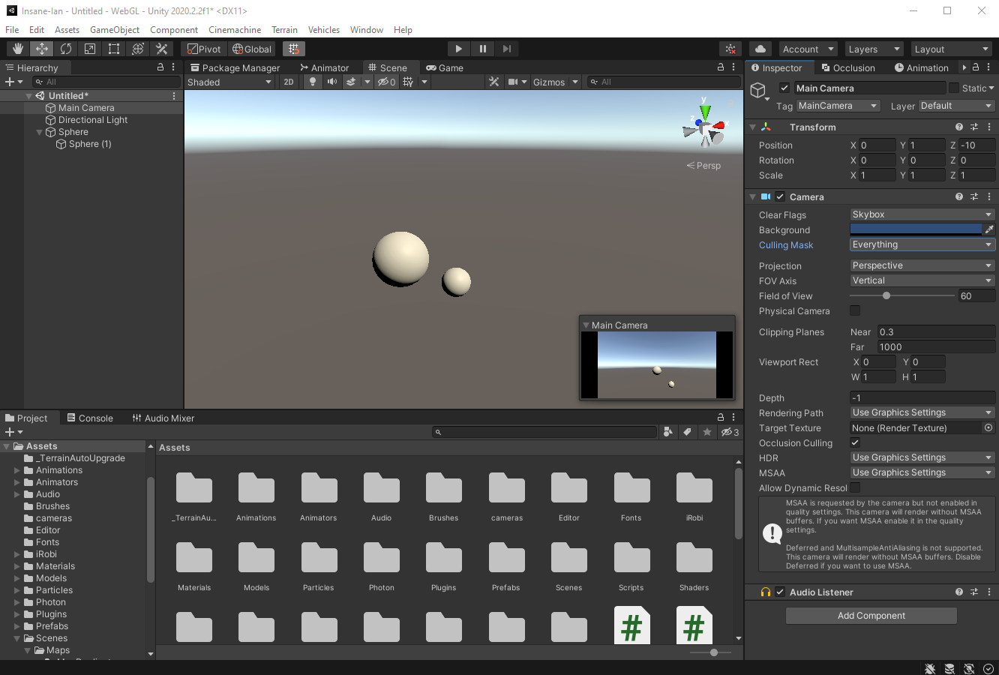 Insane-Ian - Untitled - WebGL - Unity 2020.2.2f1* <DX11>
File Edit Assets GameObject Component Cinemachine Terrain Vehicles Window Help
Pivot Global Account Layers Layout
Hierarchy
All
Untitled*
Main Camera
Directional Light
Sphere
Sphere (1)
Package Manager Animator Scene Game
Shaded 2D 0 Gizmos All
y
z
x
Persp
Main Camera
Inspector Occlusion Animation
Main Camera Static
Tag MainCamera Layer Default
Transform
Position X 0 Y 1 Z -10
Rotation X 0 Y 0 Z 0
Scale X 1 Y 1 Z 1
Camera
Clear Flags Skybox
Background
Culling Mask Everything
Projection Perspective
FOV Axis Vertical
Field of View 60
Physical Camera
Clipping Planes Near 0.3
Far 1000
Viewport Rect X 0 Y 0
W 1 H 1
Depth -1
Rendering Path Use Graphics Settings
Target Texture None (Render Texture)
Occlusion Culling
HDR Use Graphics Settings
MSAA Use Graphics Settings
Allow Dynamic Resol
MSAA is requested by the camera but not enabled in
quality settings. This camera will render without MSAA
buffers. If you want MSAA enable it in the quality
settings.
Deferred and MultisampleAntiAliasing is not supported.
This camera will render without MSAA buffers. Disable
Deferred if you want to use MSAA.
Audio Listener
Add Component
Project Console Audio Mixer
3
Assets
_TerrainAutoUpgrade
Animations
Animators
Audio
Brushes
cameras
Editor
Fonts
iRobi
Materials
Models
Particles
Photon
Plugins
Prefabs
Scenes
Maps
Assets
_TerrainAu... Animations Animators Audio Brushes cameras Editor Fonts iRobi
Materials Models Particles Photon Plugins Prefabs Scenes Scripts Shaders
# #